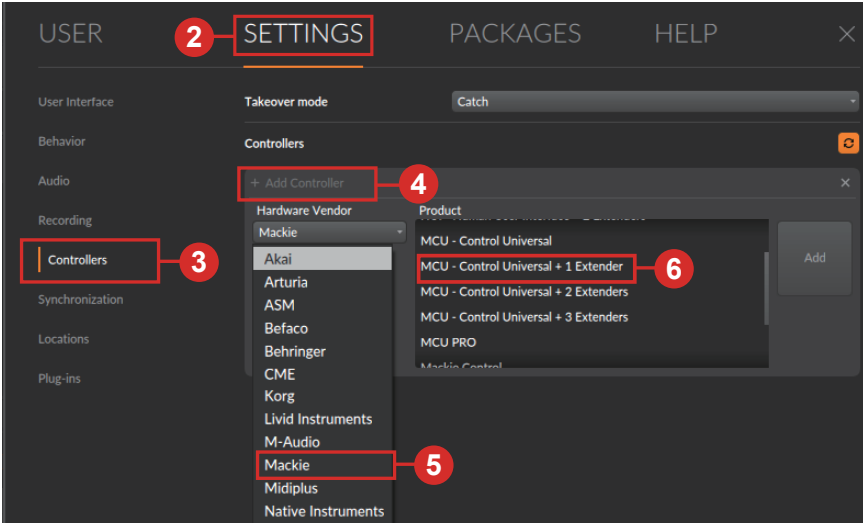 USER
2
SETTINGS
PACKAGES
HELP
User Interface
Behavior
Audio
Recording
Controllers
3
Synchronization
Locations
Plug-ins
Takeover mode
Catch
Controllers
+ Add Controller
4
Hardware Vendor
Mackie
Akai
Arturia
ASM
Befaco
Behringer
CME
Korg
Livid Instruments
M-Audio
Mackie
5
Midiplus
Native Instruments
Product
MCU - Control Universal
MCU - Control Universal + 1 Extender
6
MCU - Control Universal + 2 Extenders
MCU - Control Universal + 3 Extenders
MCU PRO
Mackie Control
Add